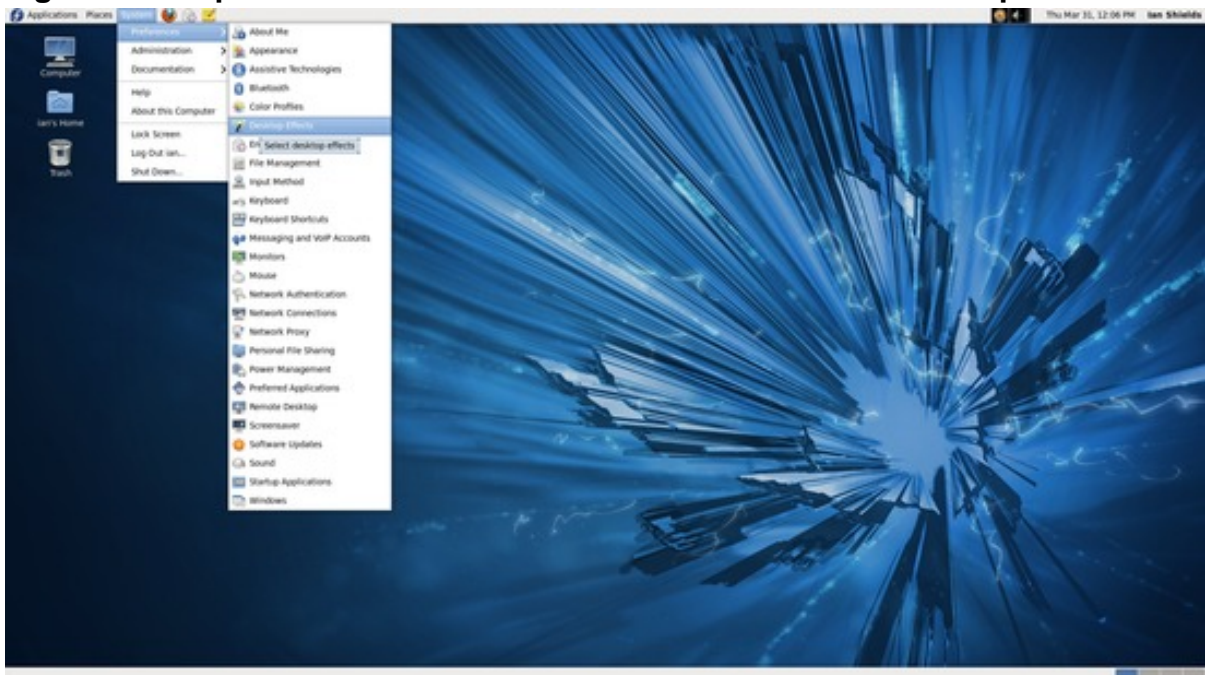 Applications Places System
Thu Mar 31, 12:06 PM Ian Shields
Computer
ian's Home
Trash
Preferences
Administration
Documentation
Help
About this Computer
Lock Screen
Log Out ian...
Shut Down...
About Me
Appearance
Assistive Technologies
Bluetooth
Color Profiles
Desktop Effects
Select desktop effects
File Management
Input Method
Keyboard
Keyboard Shortcuts
Messaging and VoIP Accounts
Monitors
Mouse
Network Authentication
Network Connections
Network Proxy
Personal File Sharing
Power Management
Preferred Applications
Remote Desktop
Screensaver
Software Updates
Sound
Startup Applications
Windows